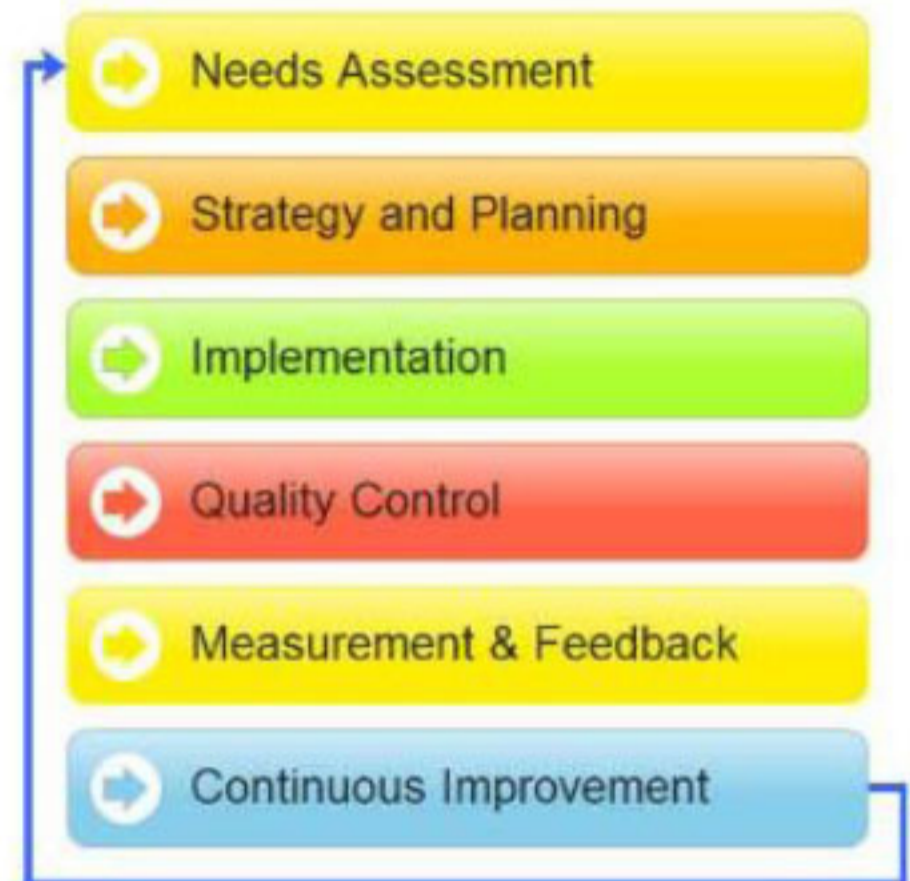 Needs Assessment
Strategy and Planning
Implementation
Quality Control
Measurement & Feedback
Continuous Improvement